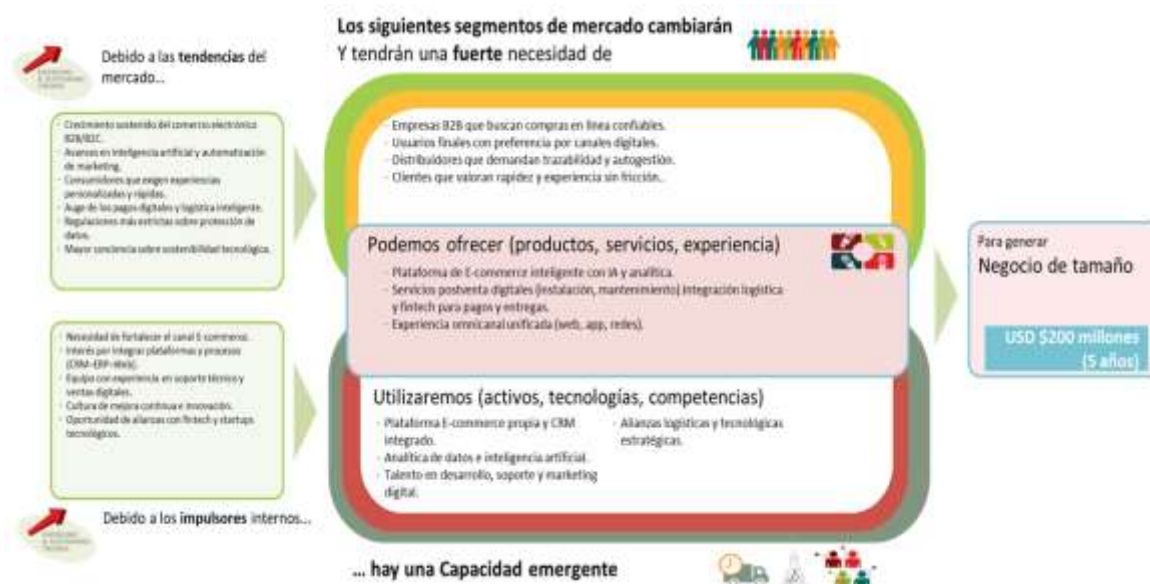 Los siguientes segmentos de mercado cambiarán
Y tendrán una fuerte necesidad de
Debido a las tendencias del
mercado...
· Crecimiento sostenido del comercio electrónico
B2B/B2C.
· Avances en inteligencia artificial y automatización
de marketing.
· Consumidores que exigen experiencias
personalizadas y rápidas.
· Auge de los pagos digitales y logística inteligente.
· Regulaciones más estrictas sobre protección de
datos.
· Mayor conciencia sobre sostenibilidad tecnológica.
· Empresas B2B que buscan compras en línea confiables.
· Usuarios finales con preferencia por canales digitales.
· Distribuidores que demandan trazabilidad y autogestión.
· Clientes que valoran rapidez y experiencia sin fricción.
Podemos ofrecer (productos, servicios, experiencia)
· Plataforma de E-commerce inteligente con IA y analítica.
· Servicios postventa digitales (instalación, mantenimiento) Integración logística
y fintech para pagos y entregas.
· Experiencia omnicanal unificada (web, app, redes).
Para generar
Negocio de tamaño
USD $200 millones
(5 años)
· Necesidad de fortalecer el canal E-commerce.
· Interés por integrar plataformas y procesos
(CRM–ERP–Web).
· Equipo con experiencia en soporte técnico y
ventas digitales.
· Cultura de mejora continua e innovación.
· Oportunidad de alianzas con fintech y startups
tecnológicos.
Utilizaremos (activos, tecnologías, competencias)
· Plataforma E-commerce propia y CRM
integrado.
· Analítica de datos e inteligencia artificial.
· Talento en desarrollo, soporte y marketing
digital.
· Alianzas logísticas y tecnológicas
estratégicas.
Debido a los impulsores internos...
... hay una Capacidad emergente